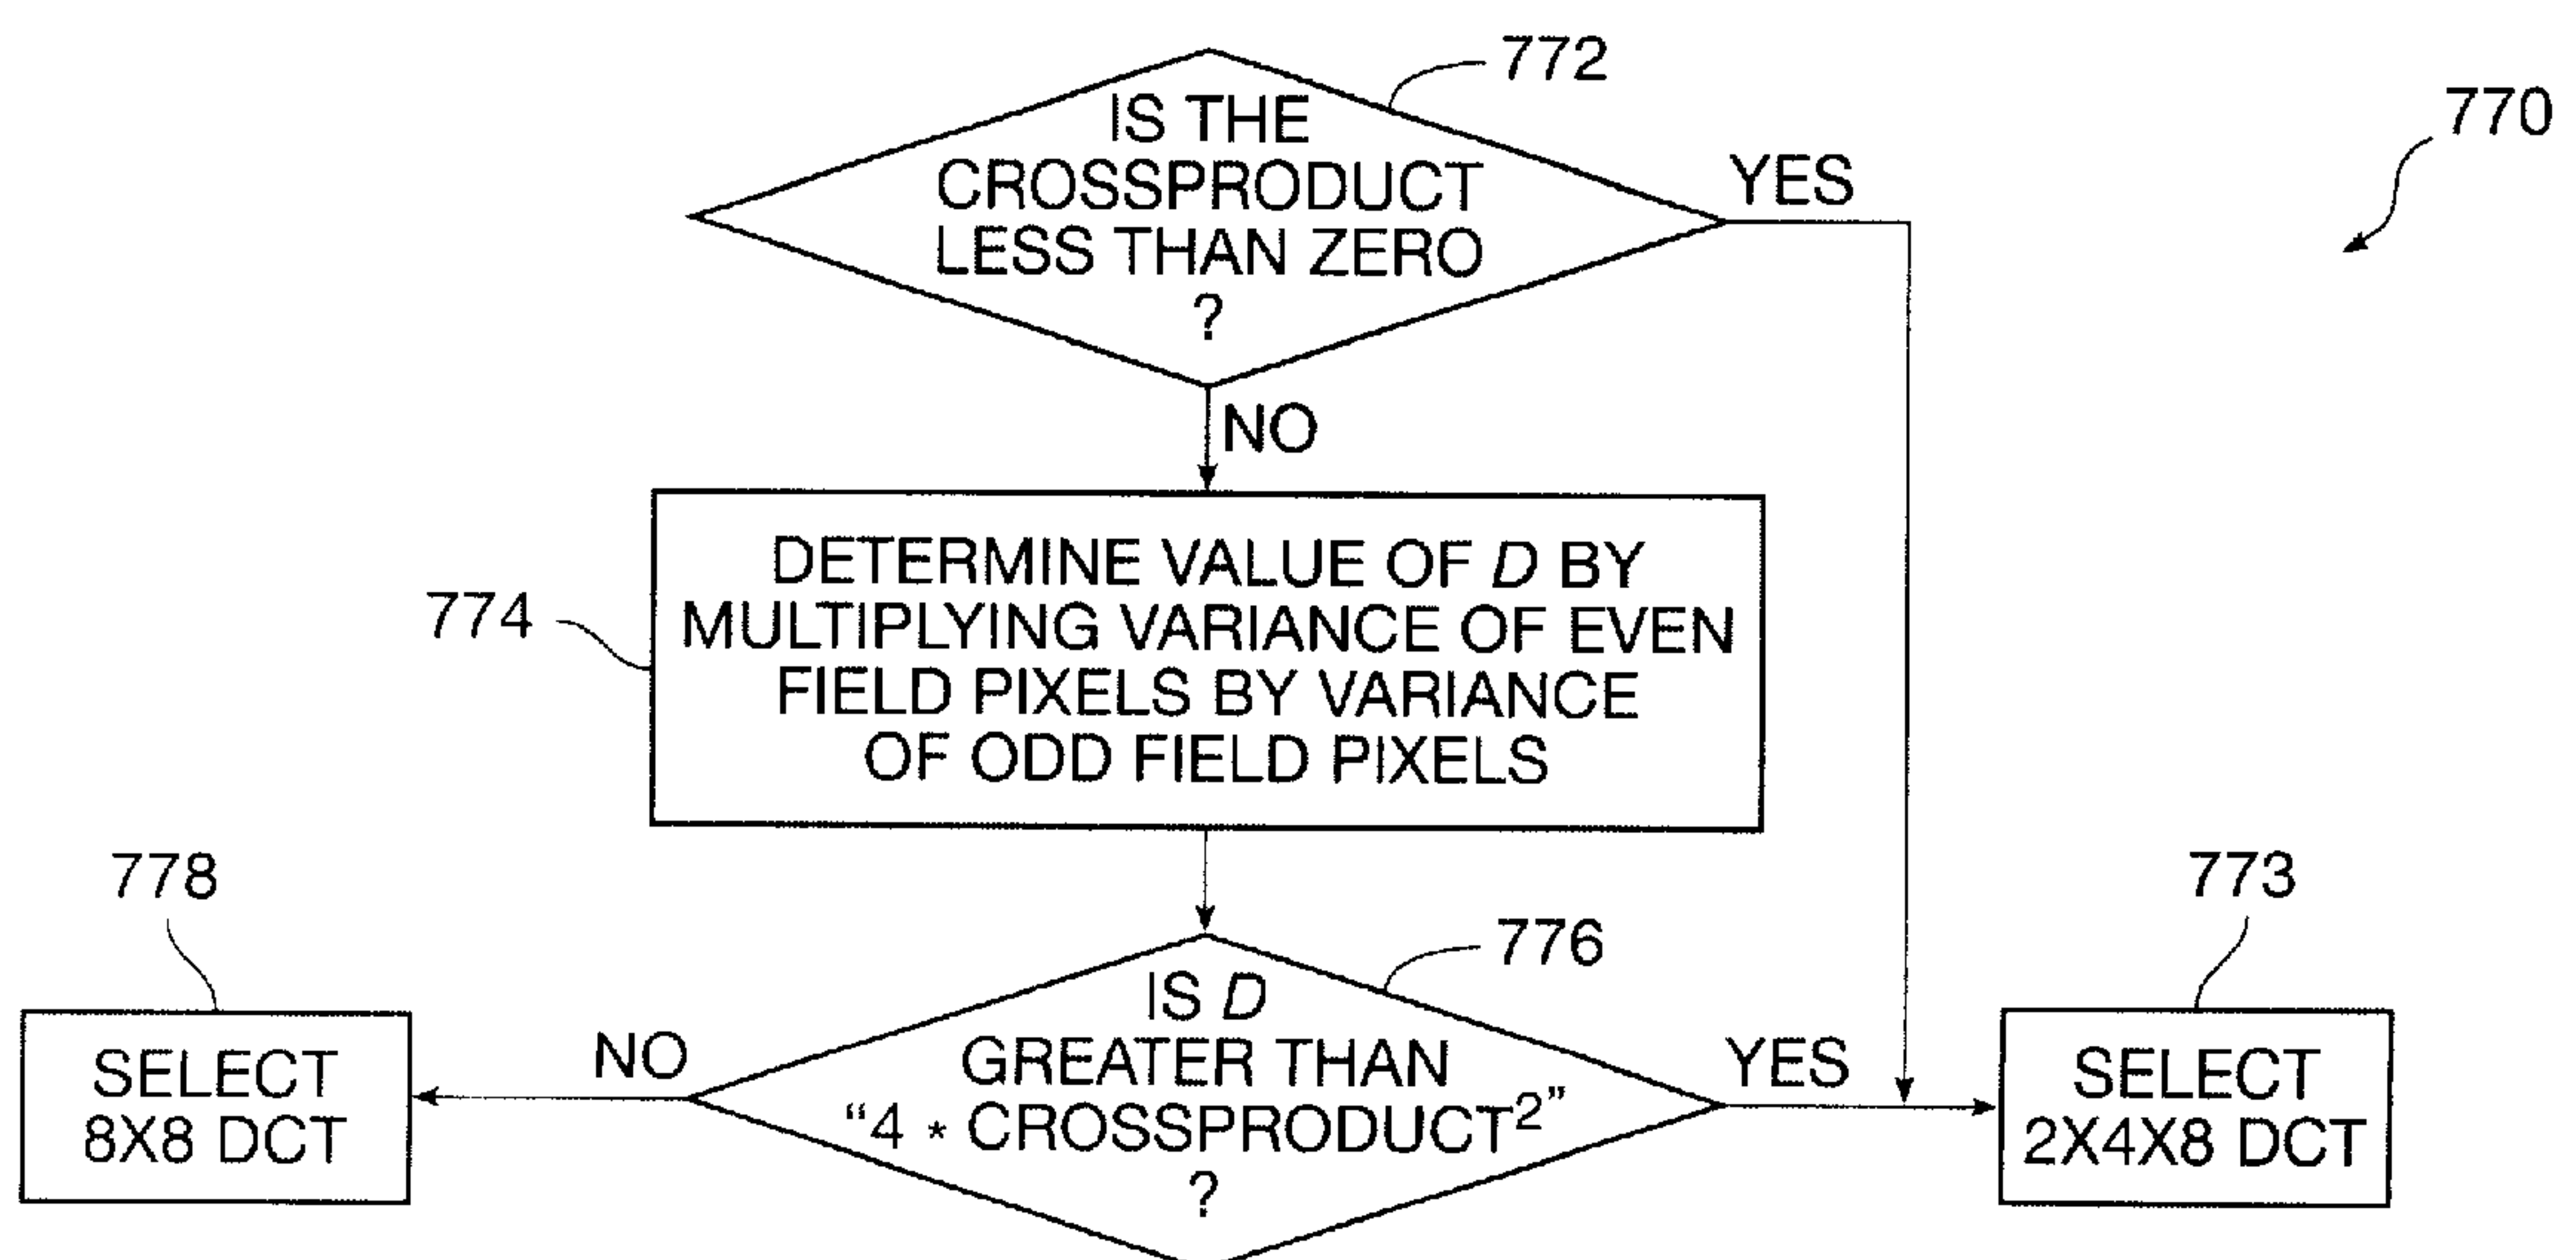 772
770
IS THE
CROSSPRODUCT
LESS THAN ZERO
?
YES
NO
774
DETERMINE VALUE OF D BY
MULTIPLYING VARIANCE OF EVEN
FIELD PIXELS BY VARIANCE
OF ODD FIELD PIXELS
778
773
776
IS D
GREATER THAN
“4 * CROSSPRODUCT²”
?
NO
YES
SELECT
8X8 DCT
SELECT
2X4X8 DCT